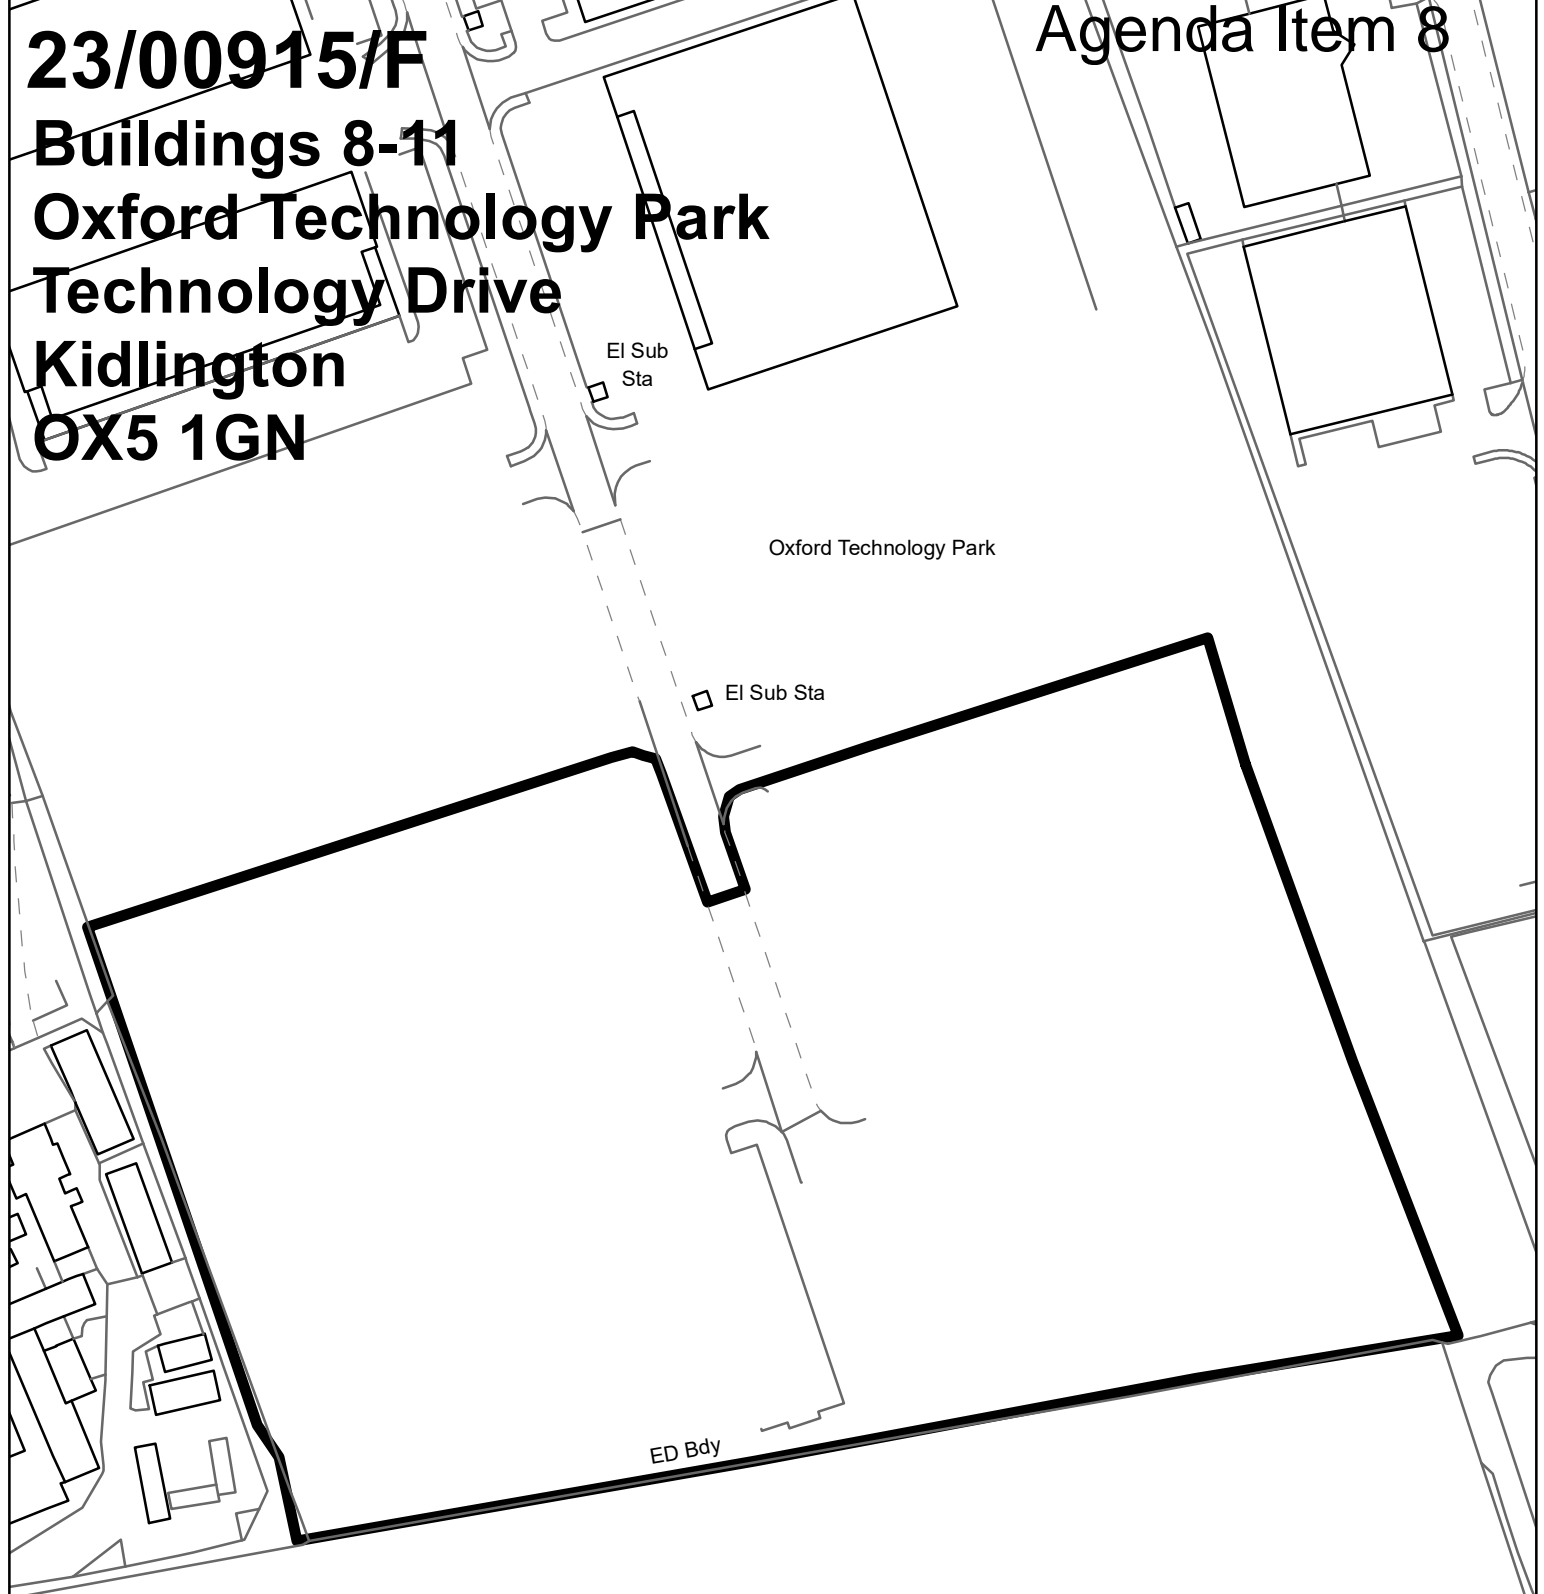 Agenda Item 8
23/00915/F
Buildings 8-11
Oxford Technology Park
Technology Drive
Kidlington
OX5 1GN
El Sub
Sta
Oxford Technology Park
El Sub Sta
ED Bdy